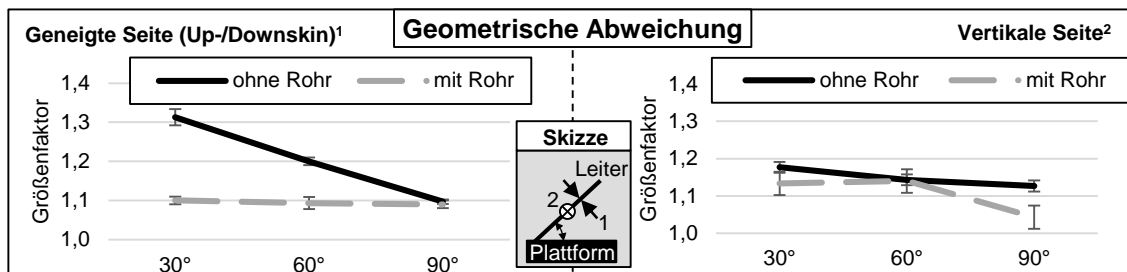 Geometrische Abweichung
Geneigte Seite (Up-/Downskin)¹
ohne Rohr
mit Rohr
Größenfaktor
1,4
1,3
1,2
1,1
1,0
30°
60°
90°
Skizze
Leiter
2
1
Plattform
Vertikale Seite²
ohne Rohr
mit Rohr
Größenfaktor
1,4
1,3
1,2
1,1
1,0
30°
60°
90°